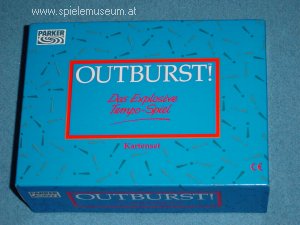 © www.spielemuseum.at
PARKER
OUTBURST!
Das Explosive
Tempo-Spiel
Kartenset
CE
OUTBURST!